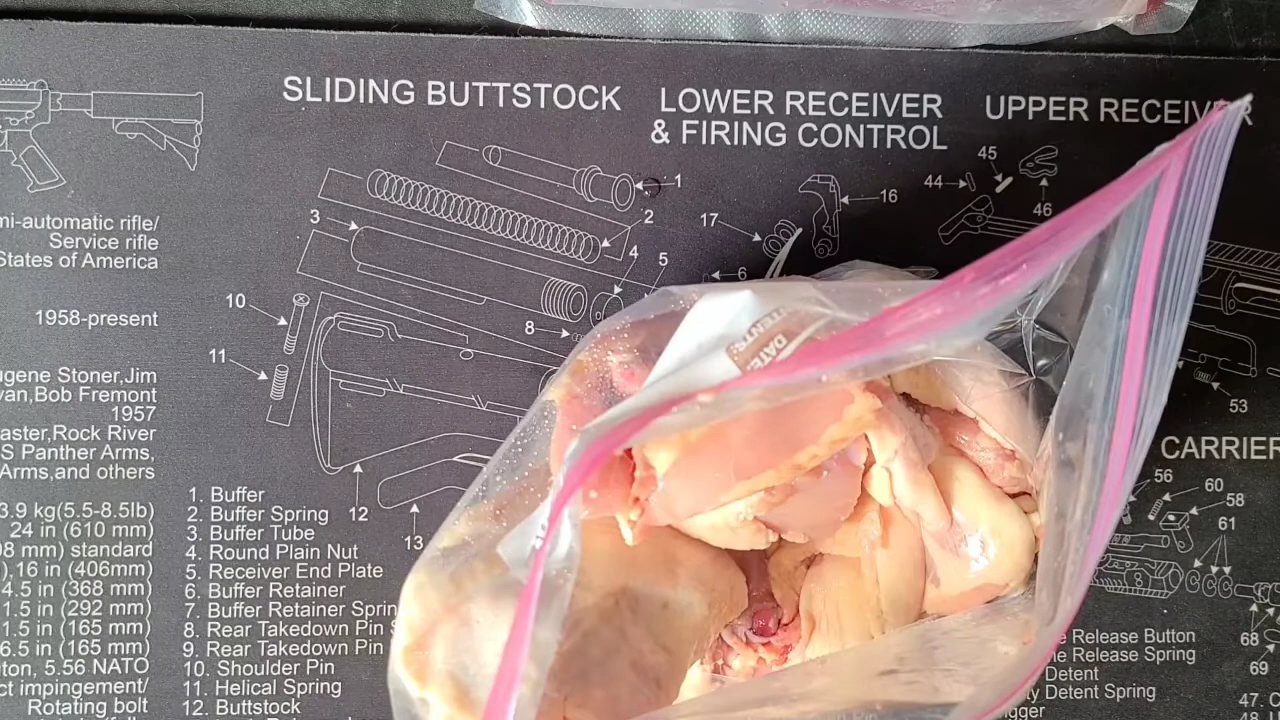 SLIDING BUTTSTOCK
LOWER RECEIVER
& FIRING CONTROL
UPPER RECEIVER
45
44
46
1
16
2
3
17
4
5
6
10
8
11
12
13
53
mi-automatic rifle/
Service rifle
States of America
1958-present
ugene Stoner,Jim
van,Bob Fremont
1957
aster,Rock River
S Panther Arms,
Arms,and others
3.9 kg(5.5-8.5lb)
24 in (610 mm)
98 mm) standard
),16 in (406mm)
4.5 in (368 mm)
1.5 in (292 mm)
1.5 in (165 mm)
6.5 in (165 mm)
ton, 5.56 NATO
ct impingement/
Rotating bolt
1. Buffer
2. Buffer Spring
3. Buffer Tube
4. Round Plain Nut
5. Receiver End Plate
6. Buffer Retainer
7. Buffer Retainer Sprin
8. Rear Takedown Pin S
9. Rear Takedown Pin
10. Shoulder Pin
11. Helical Spring
12. Buttstock
TENTS:
DATE:
CARRIER
56
60
58
61
68
69
e Release Button
ne Release Spring
Detent
ty Detent Spring
igger
47. C